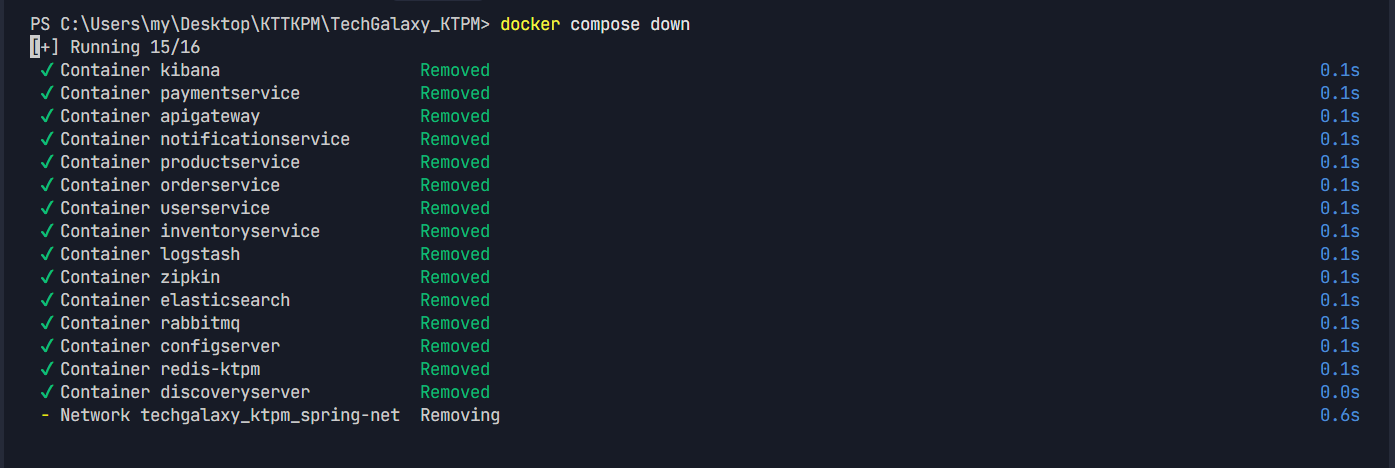 PS C:\Users\my\Desktop\KTTKPM\TechGalaxy_KTPM> docker compose down
[+] Running 15/16
✔ Container kibana Removed 0.1s
✔ Container paymentservice Removed 0.1s
✔ Container apigateway Removed 0.1s
✔ Container notificationservice Removed 0.1s
✔ Container productservice Removed 0.1s
✔ Container orderservice Removed 0.1s
✔ Container userservice Removed 0.1s
✔ Container inventoryservice Removed 0.1s
✔ Container logstash Removed 0.1s
✔ Container zipkin Removed 0.1s
✔ Container elasticsearch Removed 0.1s
✔ Container rabbitmq Removed 0.1s
✔ Container configserver Removed 0.1s
✔ Container redis-ktpm Removed 0.1s
✔ Container discoveryserver Removed 0.0s
- Network techgalaxy_ktpm_spring-net Removing 0.6s